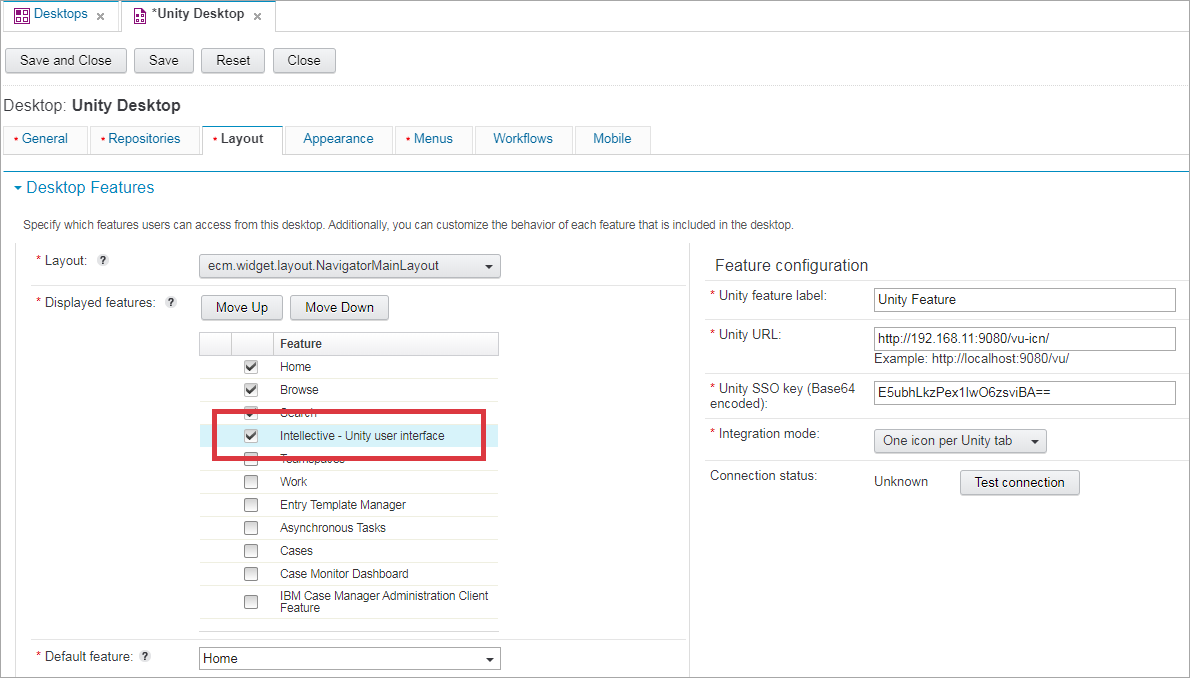 Desktops x *Unity Desktop x
Save and Close Save Reset Close
Desktop: Unity Desktop
* General * Repositories * Layout Appearance * Menus Workflows Mobile
Desktop Features
Specify which features users can access from this desktop. Additionally, you can customize the behavior of each feature that is included in the desktop.
* Layout: ? ecm.widget.layout.NavigatorMainLayout
* Displayed features: ? Move Up Move Down
Feature
Home
Browse
Search
Intellective - Unity user interface
Teamspaces
Work
Entry Template Manager
Asynchronous Tasks
Cases
Case Monitor Dashboard
IBM Case Manager Administration Client
Feature
* Default feature: ? Home
Feature configuration
* Unity feature label: Unity Feature
* Unity URL: http://192.168.11:9080/vu-icn/
Example: http://localhost:9080/vu/
* Unity SSO key (Base64
encoded): E5ubhLkzPex1IwO6zsviBA==
* Integration mode: One icon per Unity tab
Connection status: Unknown Test connection